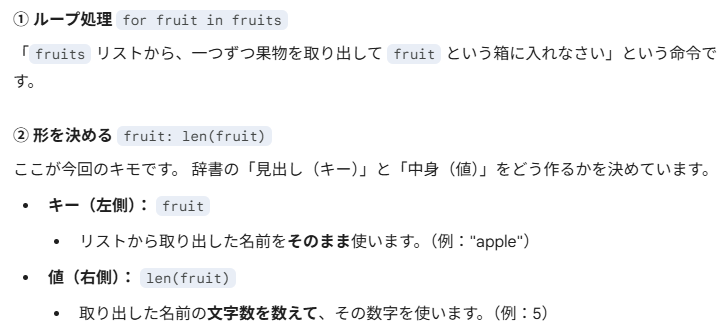 ① ループ処理 for fruit in fruits
「 fruits リストから、一つずつ果物を取り出して fruit という箱に入れなさい」という命令で
す。
② 形を決める fruit: len(fruit)
ここが今回のキモです。 辞書の「見出し（キー）」と「中身（値）」をどう作るかを決めています。
• キー（左側）： fruit
• リストから取り出した名前をそのまま使います。（例："apple"）
• 値（右側）： len(fruit)
• 取り出した名前の文字数を数えて、その数字を使います。（例：5）